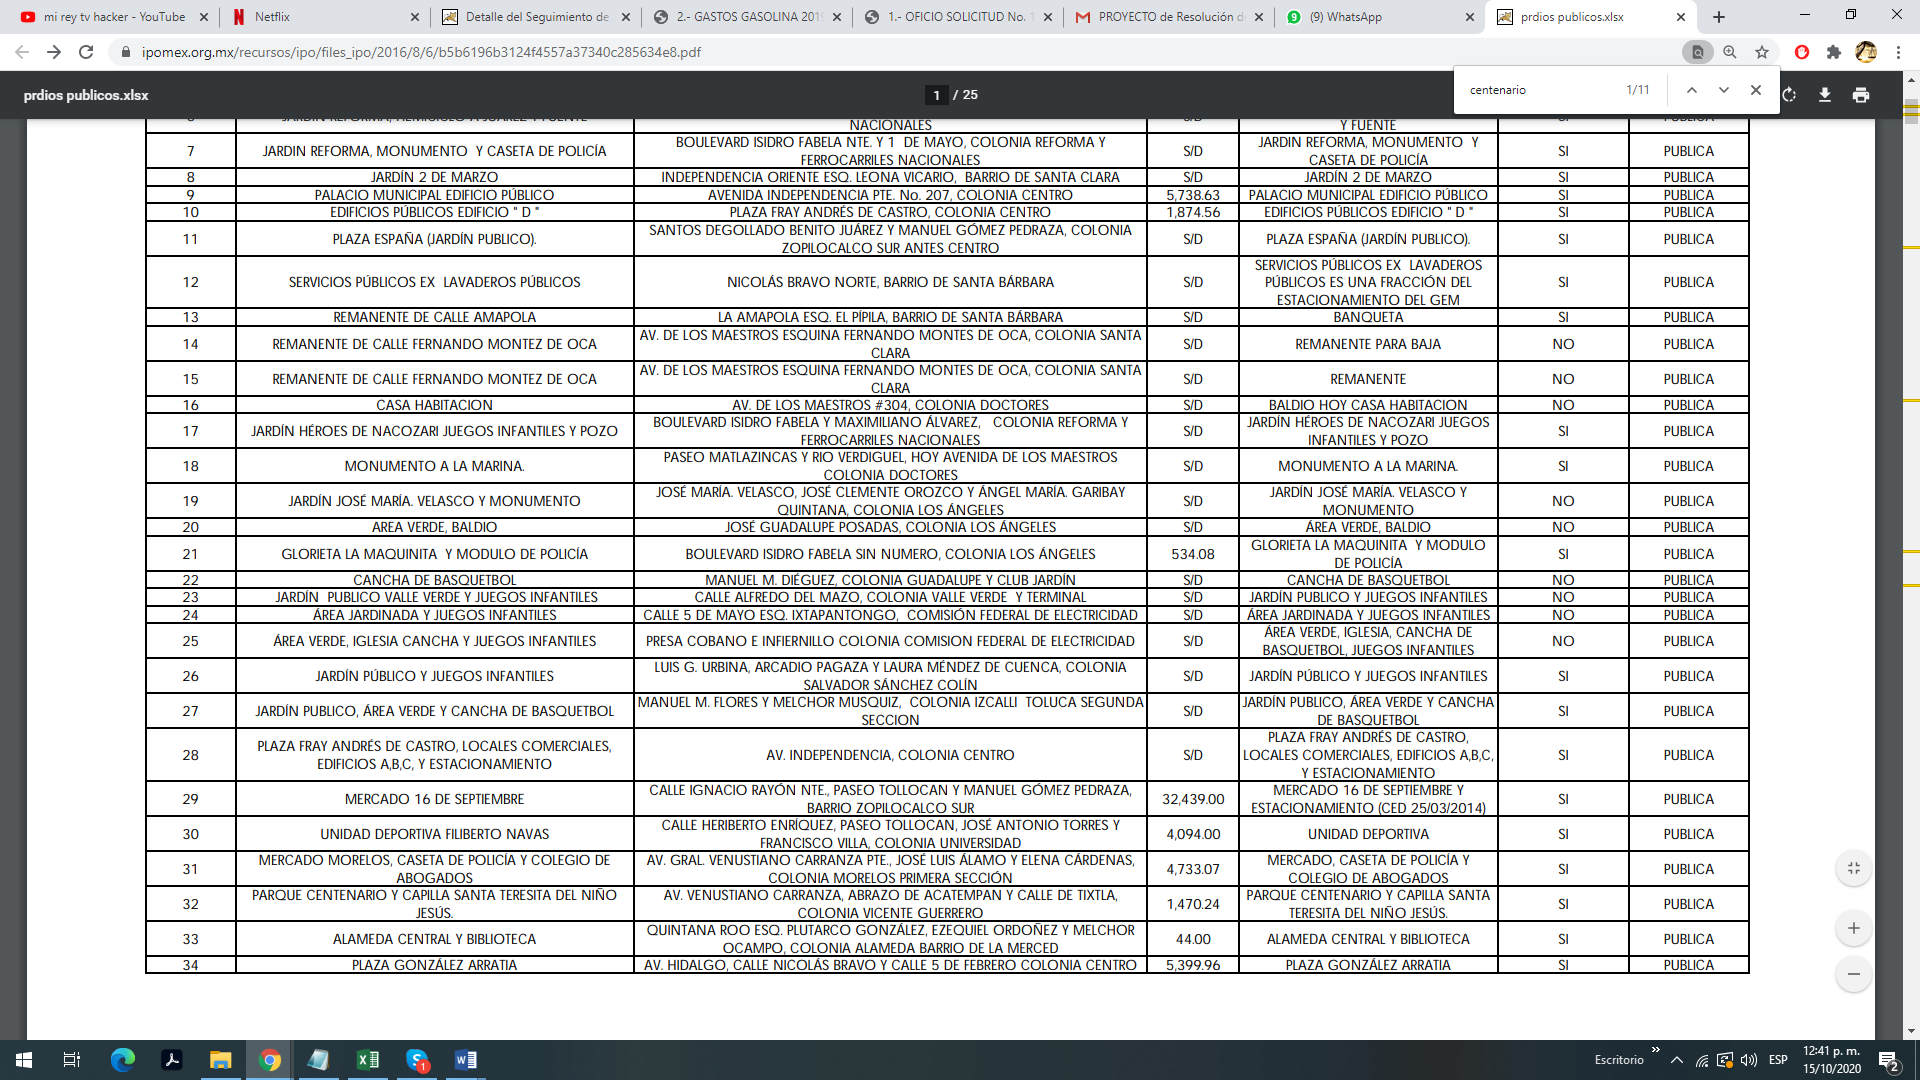 mi rey tv hacker - YouTube
Netflix
Detalle del Seguimiento de
2.- GASTOS GASOLINA 2019
1.- OFICIO SOLICITUD No. 1
PROYECTO de Resolución d
(9) WhatsApp
prdios publicos.xlsx
ipomex.org.mx/recursos/ipo/files_ipo/2016/8/6/b5b6196b3124f4557a37340c285634e8.pdf
prdios publicos.xlsx
1 / 25
centenario 1/11
NACIONALES
Y FUENTE
7 JARDIN REFORMA, MONUMENTO Y CASETA DE POLICÍA BOULEVARD ISIDRO FABELA NTE. Y 1 DE MAYO, COLONIA REFORMA Y S/D JARDIN REFORMA, MONUMENTO Y SI PUBLICA
FERROCARRILES NACIONALES CASETA DE POLICÍA
8 JARDÍN 2 DE MARZO INDEPENDENCIA ORIENTE ESQ. LEONA VICARIO, BARRIO DE SANTA CLARA S/D JARDÍN 2 DE MARZO SI PUBLICA
9 PALACIO MUNICIPAL EDIFICIO PÚBLICO AVENIDA INDEPENDENCIA PTE. No. 207, COLONIA CENTRO 5,738.63 PALACIO MUNICIPAL EDIFICIO PÚBLICO SI PUBLICA
10 EDIFICIOS PÚBLICOS EDIFICIO " D " PLAZA FRAY ANDRÉS DE CASTRO, COLONIA CENTRO 1,874.56 EDIFICIOS PÚBLICOS EDIFICIO " D " SI PUBLICA
11 PLAZA ESPAÑA (JARDÍN PUBLICO). SANTOS DEGOLLADO BENITO JUÁREZ Y MANUEL GÓMEZ PEDRAZA, COLONIA S/D PLAZA ESPAÑA (JARDÍN PUBLICO). SI PUBLICA
ZOPILOCALCO SUR ANTES CENTRO
12 SERVICIOS PÚBLICOS EX LAVADEROS PÚBLICOS NICOLÁS BRAVO NORTE, BARRIO DE SANTA BÁRBARA S/D SERVICIOS PÚBLICOS EX LAVADEROS SI PUBLICA
PÚBLICOS ES UNA FRACCIÓN DEL
ESTACIONAMIENTO DEL GEM
13 REMANENTE DE CALLE AMAPOLA LA AMAPOLA ESQ. EL PÍPILA, BARRIO DE SANTA BÁRBARA S/D BANQUETA SI PUBLICA
14 REMANENTE DE CALLE FERNANDO MONTEZ DE OCA AV. DE LOS MAESTROS ESQUINA FERNANDO MONTES DE OCA, COLONIA SANTA S/D REMANENTE PARA BAJA NO PUBLICA
CLARA
15 REMANENTE DE CALLE FERNANDO MONTEZ DE OCA AV. DE LOS MAESTROS ESQUINA FERNANDO MONTES DE OCA, COLONIA SANTA S/D REMANENTE NO PUBLICA
CLARA
16 CASA HABITACION AV. DE LOS MAESTROS #304, COLONIA DOCTORES S/D BALDIO HOY CASA HABITACION NO PUBLICA
17 JARDÍN HÉROES DE NACOZARI JUEGOS INFANTILES Y POZO BOULEVARD ISIDRO FABELA Y MAXIMILIANO ÁLVAREZ, COLONIA REFORMA Y S/D JARDÍN HÉROES DE NACOZARI JUEGOS SI PUBLICA
FERROCARRILES NACIONALES INFANTILES Y POZO
18 MONUMENTO A LA MARINA. PASEO MATLAZINCAS Y RIO VERDIGUEL, HOY AVENIDA DE LOS MAESTROS S/D MONUMENTO A LA MARINA. SI PUBLICA
COLONIA DOCTORES
19 JARDÍN JOSÉ MARÍA. VELASCO Y MONUMENTO JOSÉ MARÍA. VELASCO, JOSÉ CLEMENTE OROZCO Y ÁNGEL MARÍA. GARIBAY S/D JARDÍN JOSÉ MARÍA. VELASCO Y NO PUBLICA
QUINTANA, COLONIA LOS ÁNGELES MONUMENTO
20 AREA VERDE, BALDIO JOSÉ GUADALUPE POSADAS, COLONIA LOS ÁNGELES S/D ÁREA VERDE, BALDIO NO PUBLICA
21 GLORIETA LA MAQUINITA Y MODULO DE POLICÍA BOULEVARD ISIDRO FABELA SIN NUMERO, COLONIA LOS ÁNGELES 534.08 GLORIETA LA MAQUINITA Y MODULO SI PUBLICA
DE POLICÍA
22 CANCHA DE BASQUETBOL MANUEL M. DIÉGUEZ, COLONIA GUADALUPE Y CLUB JARDÍN S/D CANCHA DE BASQUETBOL NO PUBLICA
23 JARDÍN PUBLICO VALLE VERDE Y JUEGOS INFANTILES CALLE ALFREDO DEL MAZO, COLONIA VALLE VERDE Y TERMINAL S/D JARDÍN PUBLICO Y JUEGOS INFANTILES NO PUBLICA
24 ÁREA JARDINADA Y JUEGOS INFANTILES CALLE 5 DE MAYO ESQ. IXTAPANTONGO, COMISIÓN FEDERAL DE ELECTRICIDAD S/D ÁREA JARDINADA Y JUEGOS INFANTILES NO PUBLICA
25 ÁREA VERDE, IGLESIA CANCHA Y JUEGOS INFANTILES PRESA COBANO E INFIERNILLO COLONIA COMISION FEDERAL DE ELECTRICIDAD S/D ÁREA VERDE, IGLESIA, CANCHA DE NO PUBLICA
BASQUETBOL, JUEGOS INFANTILES
26 JARDÍN PÚBLICO Y JUEGOS INFANTILES LUIS G. URBINA, ARCADIO PAGAZA Y LAURA MÉNDEZ DE CUENCA, COLONIA S/D JARDÍN PÚBLICO Y JUEGOS INFANTILES SI PUBLICA
SALVADOR SÁNCHEZ COLÍN
27 JARDÍN PUBLICO, ÁREA VERDE Y CANCHA DE BASQUETBOL MANUEL M. FLORES Y MELCHOR MUSQUIZ, COLONIA IZCALLI TOLUCA SEGUNDA S/D JARDÍN PUBLICO, ÁREA VERDE Y CANCHA SI PUBLICA
SECCION DE BASQUETBOL
28 PLAZA FRAY ANDRÉS DE CASTRO, LOCALES COMERCIALES, AV. INDEPENDENCIA, COLONIA CENTRO S/D PLAZA FRAY ANDRÉS DE CASTRO, SI PUBLICA
EDIFICIOS A,B,C, Y ESTACIONAMIENTO LOCALES COMERCIALES, EDIFICIOS A,B,C,
Y ESTACIONAMIENTO
29 MERCADO 16 DE SEPTIEMBRE CALLE IGNACIO RAYÓN NTE., PASEO TOLLOCAN Y MANUEL GÓMEZ PEDRAZA, 32,439.00 MERCADO 16 DE SEPTIEMBRE Y SI PUBLICA
BARRIO ZOPILOCALCO SUR ESTACIONAMIENTO (CED 25/03/2014)
30 UNIDAD DEPORTIVA FILIBERTO NAVAS CALLE HERIBERTO ENRÍQUEZ, PASEO TOLLOCAN, JOSÉ ANTONIO TORRES Y 4,094.00 UNIDAD DEPORTIVA SI PUBLICA
FRANCISCO VILLA, COLONIA UNIVERSIDAD
31 MERCADO MORELOS, CASETA DE POLICÍA Y COLEGIO DE AV. GRAL. VENUSTIANO CARRANZA PTE., JOSÉ LUIS ÁLAMO Y ELENA CÁRDENAS, 4,733.07 MERCADO, CASETA DE POLICÍA Y SI PUBLICA
ABOGADOS COLONIA MORELOS PRIMERA SECCIÓN COLEGIO DE ABOGADOS
32 PARQUE CENTENARIO Y CAPILLA SANTA TERESITA DEL NIÑO AV. VENUSTIANO CARRANZA, ABRAZO DE ACATEMPAN Y CALLE DE TIXTLA, 1,470.24 PARQUE CENTENARIO Y CAPILLA SANTA SI PUBLICA
JESÚS. COLONIA VICENTE GUERRERO TERESITA DEL NIÑO JESÚS.
33 ALAMEDA CENTRAL Y BIBLIOTECA QUINTANA ROO ESQ. PLUTARCO GONZÁLEZ, EZEQUIEL ORDOÑEZ Y MELCHOR 44.00 ALAMEDA CENTRAL Y BIBLIOTECA SI PUBLICA
OCAMPO, COLONIA ALAMEDA BARRIO DE LA MERCED
34 PLAZA GONZÁLEZ ARRATIA AV. HIDALGO, CALLE NICOLÁS BRAVO Y CALLE 5 DE FEBRERO COLONIA CENTRO 5,399.96 PLAZA GONZÁLEZ ARRATIA SI PUBLICA
Escritorio
ESP
12:41 p. m.
15/10/2020